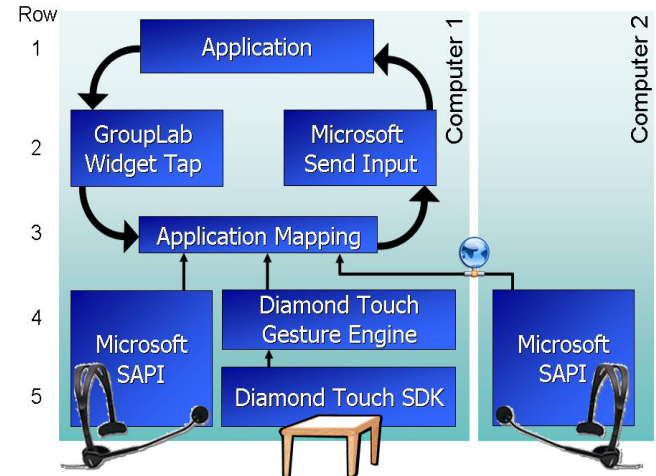 Row
1
Application
Computer 1
Computer 2
2
GroupLab
Widget Tap
Microsoft
Send Input
3
Application Mapping
4
Diamond Touch
Gesture Engine
Microsoft
SAPI
Microsoft
SAPI
5
Diamond Touch SDK